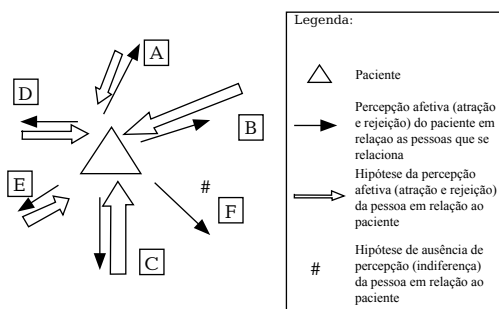 A
D
B
E
#
F
C
Legenda:
Paciente
Percepção afetiva (atração
e rejeição) do paciente em
relaçao as pessoas que se
relaciona
Hipótese da percepção
afetiva (atração e rejeição)
da pessoa em relação ao
paciente
#
Hipótese de ausência de
percepção (indiferença)
da pessoa em relação ao
paciente